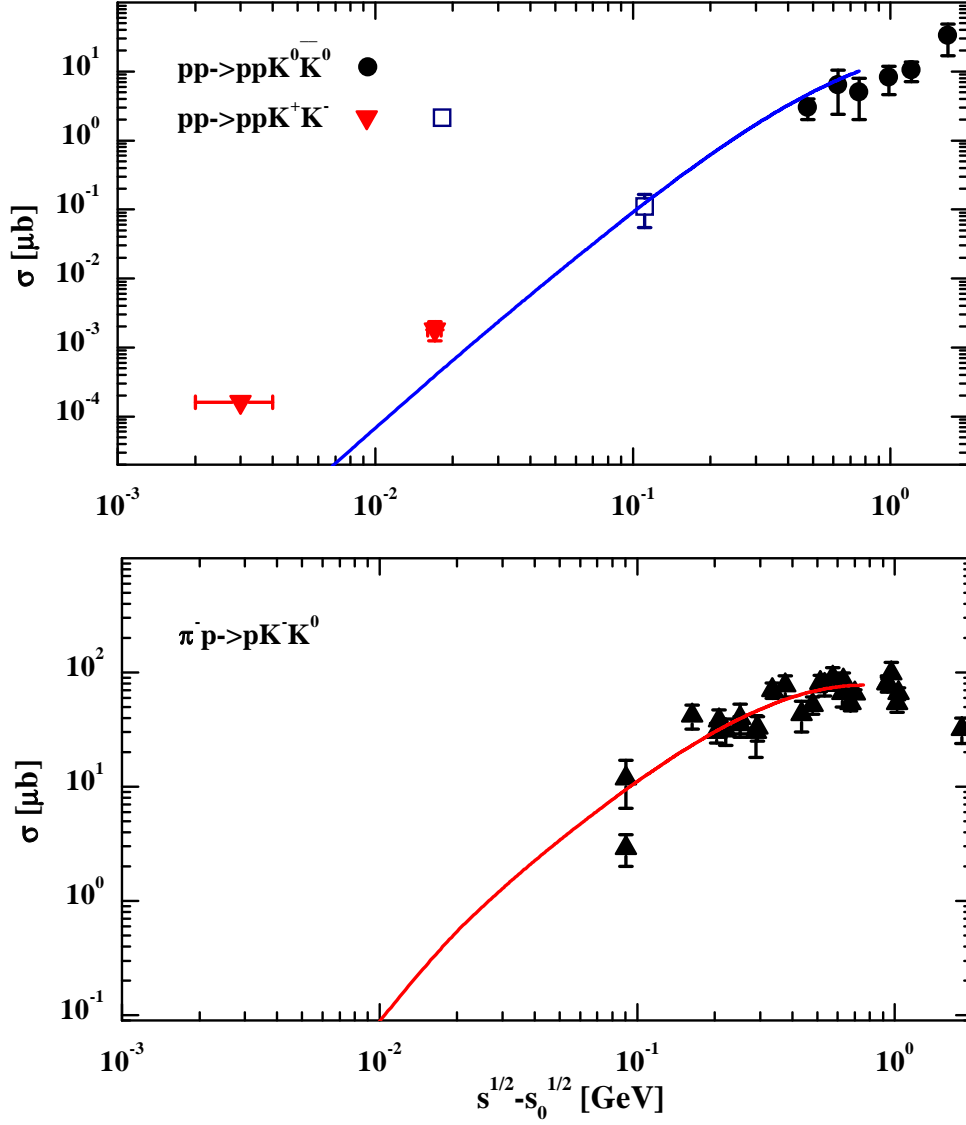 pp->ppK⁰K̅⁰
pp->ppK⁺K⁻
σ [μb]
10¹
10⁰
10⁻¹
10⁻²
10⁻³
10⁻⁴
10⁻³ 10⁻² 10⁻¹ 10⁰
π⁻p->pK⁻K⁰
σ [μb]
10²
10¹
10⁰
10⁻¹
10⁻³ 10⁻² 10⁻¹ 10⁰
s^{1/2}-s₀^{1/2} [GeV]